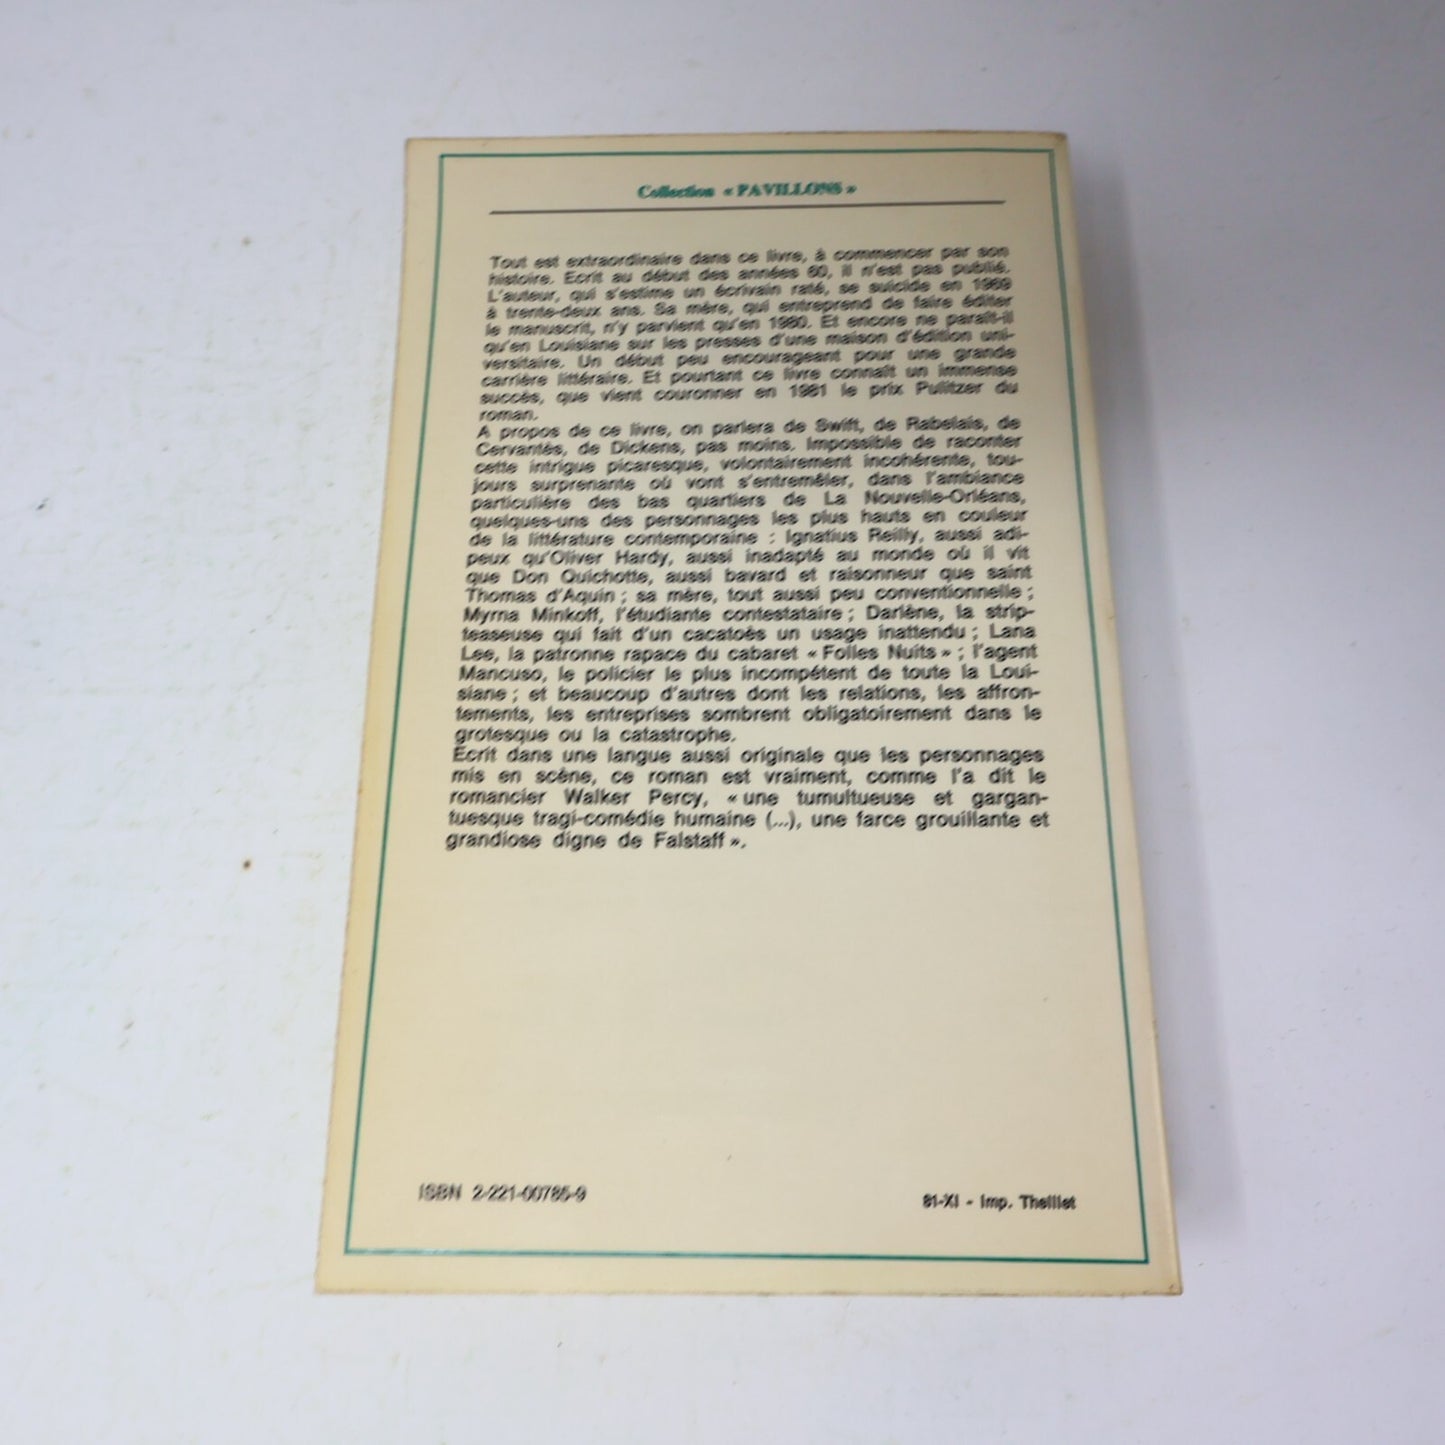 Collection « PAVILLONS »
Tout est extraordinaire dans ce livre, à commencer par son
histoire. Ecrit au début des années 60, il n'est pas publié.
L'auteur, qui s'estime un écrivain raté, se suicide en 1969
à trente-deux ans. Sa mère, qui entreprend de faire éditer
le manuscrit, n'y parvient qu'en 1980. Et encore ne paraît-il
qu'en Louisiane sur les presses d'une maison d'édition uni-
versitaire. Un début peu encourageant pour une grande
carrière littéraire. Et pourtant ce livre connaît un immense
succès, que vient couronner en 1981 le prix Pulitzer du
roman.
A propos de ce livre, on parlera de Swift, de Rabelais, de
Cervantès, de Dickens, pas moins. Impossible de raconter
cette intrigue picaresque, volontairement incohérente, tou-
jours surprenante où vont s'entremêler, dans l'ambiance
particulière des bas quartiers de La Nouvelle-Orléans,
quelques-uns des personnages les plus hauts en couleur
de la littérature contemporaine : Ignatius Reilly, aussi adi-
peux qu'Oliver Hardy, aussi inadapté au monde où il vit
que Don Quichotte, aussi bavard et raisonneur que saint
Thomas d'Aquin ; sa mère, tout aussi peu conventionnelle ;
Myrna Minkoff, l'étudiante contestataire ; Darlène, la strip-
teaseuse qui fait d'un cacatoès un usage inattendu ; Lana
Lee, la patronne rapace du cabaret « Folles Nuits » ; l'agent
Mancuso, le policier le plus incompétent de toute la Loui-
siane ; et beaucoup d'autres dont les relations, les affron-
tements, les entreprises sombrent obligatoirement dans le
grotesque ou la catastrophe.
Ecrit dans une langue aussi originale que les personnages
mis en scène, ce roman est vraiment, comme l'a dit le
romancier Walker Percy, « une tumultueuse et gargan-
tuesque tragi-comédie humaine (...), une farce grouillante et
grandiose digne de Falstaff ».
ISBN 2-221-00785-9
81-XI - Imp. Theillet